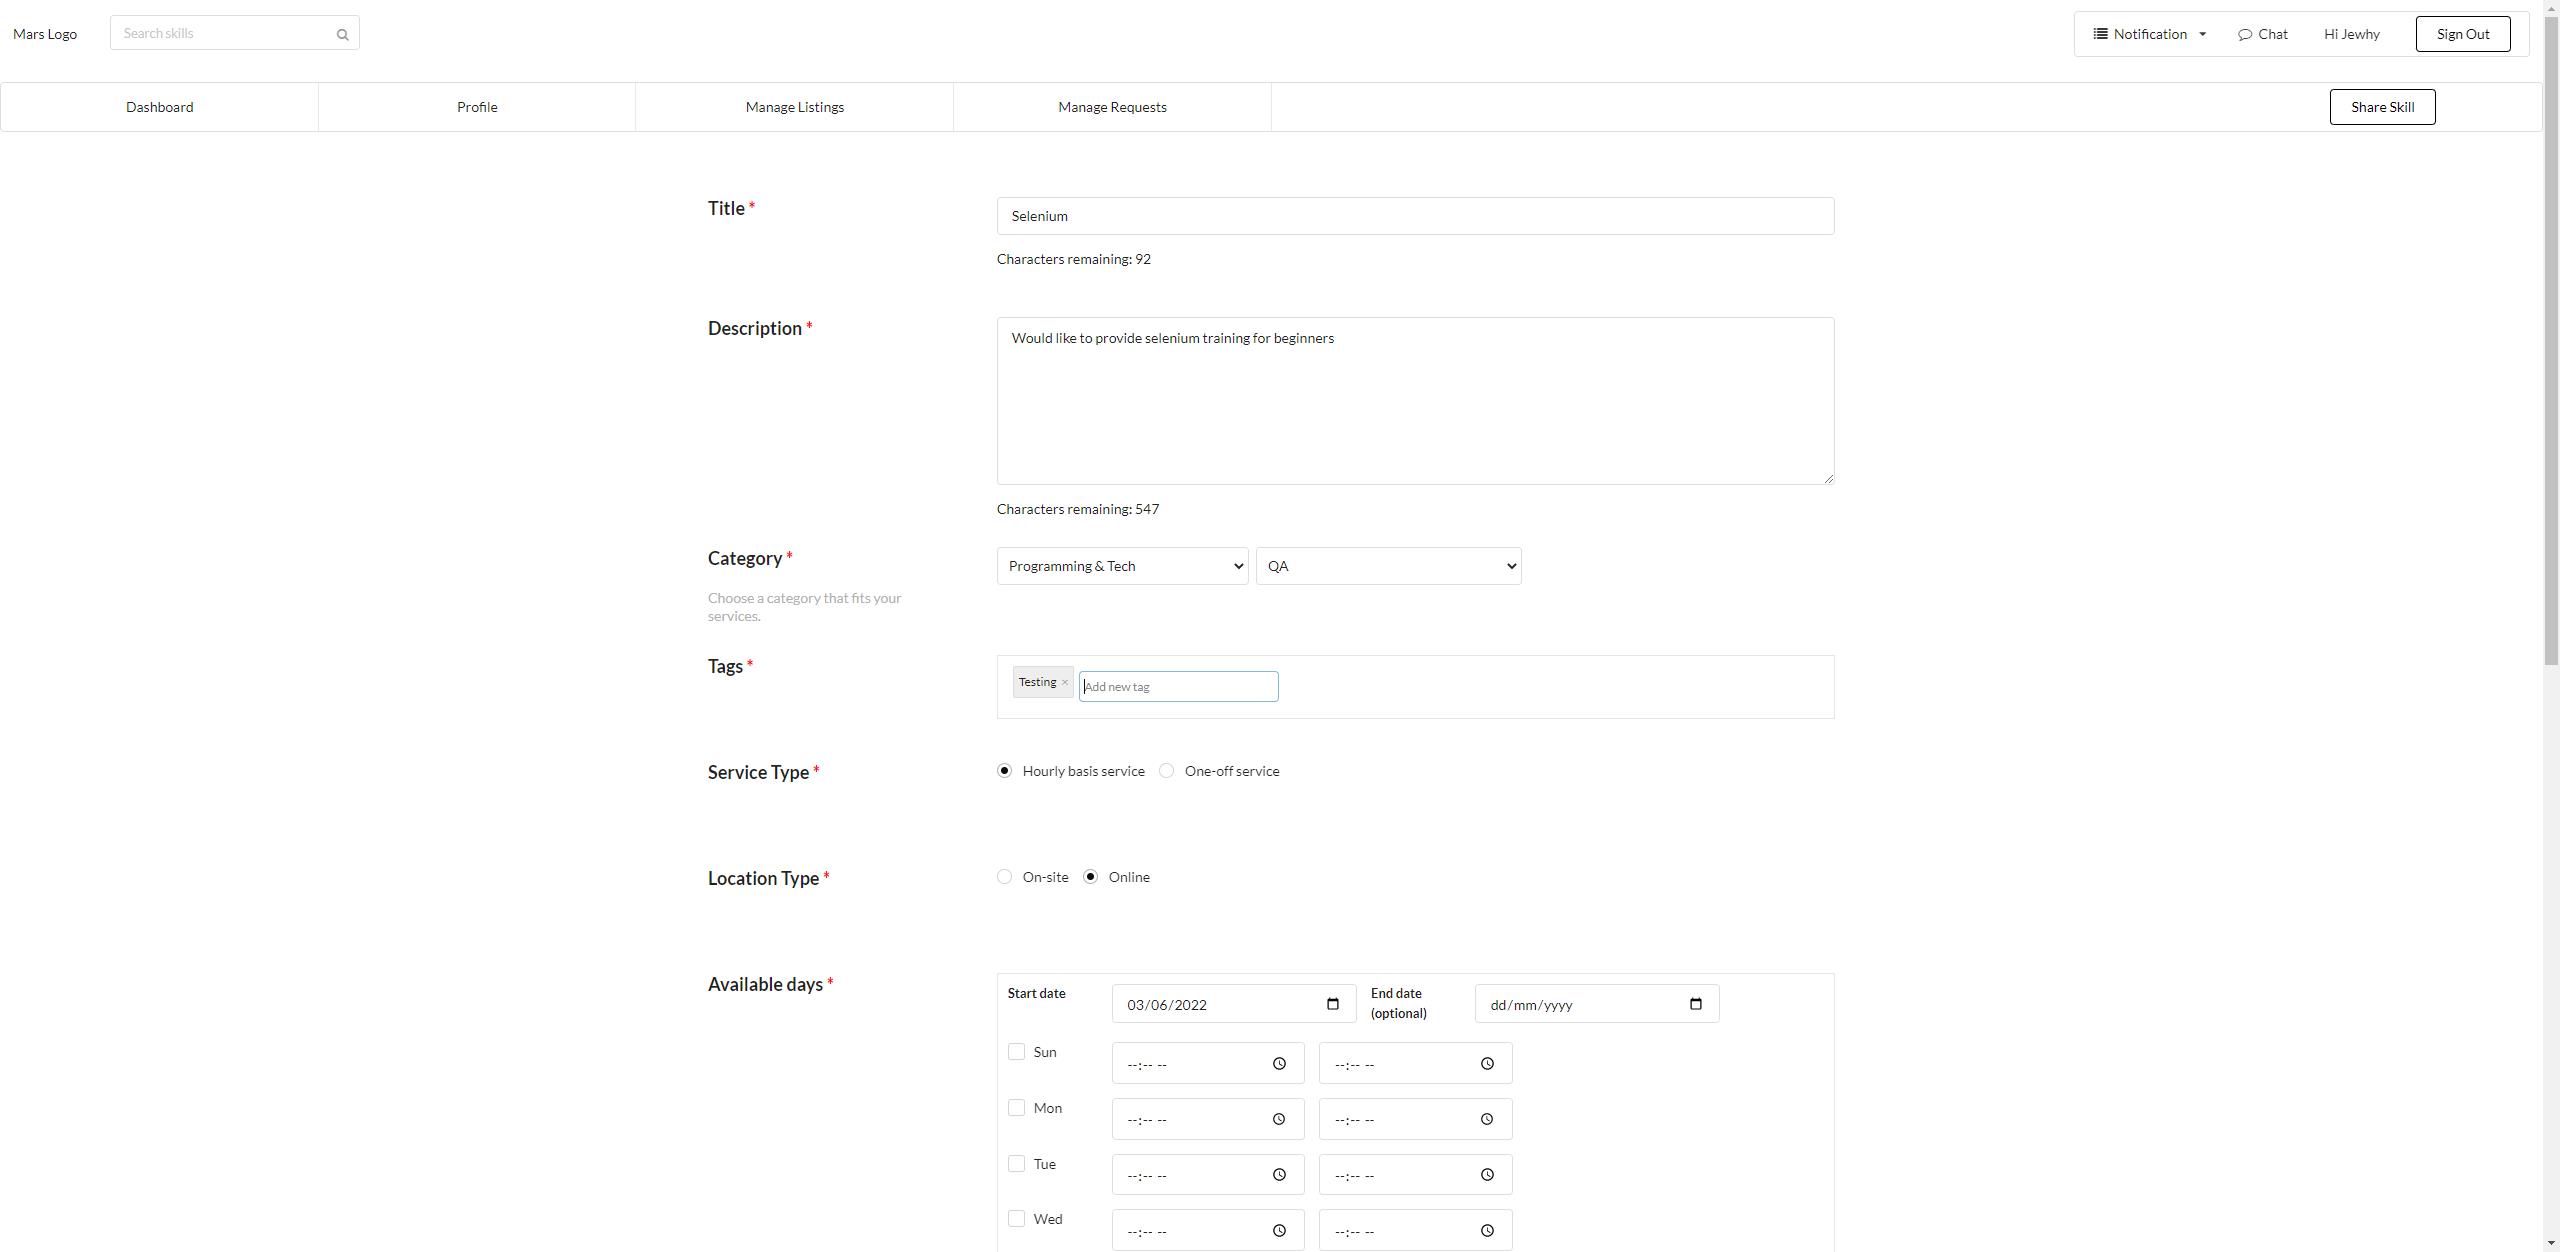 Mars Logo
Search skills
Notification
Chat
Hi Jewhy
Sign Out
Dashboard
Profile
Manage Listings
Manage Requests
Share Skill
Title *
Selenium
Characters remaining: 92
Description *
Would like to provide selenium training for beginners
Characters remaining: 547
Category *
Programming & Tech
QA
Choose a category that fits your
services.
Tags *
Testing ×
Add new tag
Service Type *
Hourly basis service
One-off service
Location Type *
On-site
Online
Available days *
Start date
03/06/2022
End date
(optional)
dd/mm/yyyy
Sun
--:-- --
--:-- --
Mon
--:-- --
--:-- --
Tue
--:-- --
--:-- --
Wed
--:-- --
--:-- --